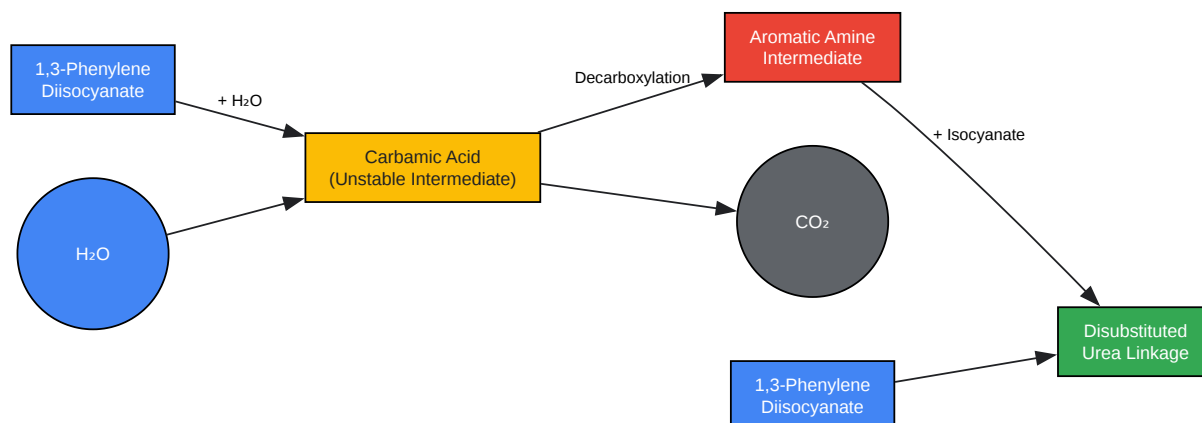 1,3-Phenylene
Diisocyanate
+ H₂O
H₂O
Carbamic Acid
(Unstable Intermediate)
Decarboxylation
Aromatic Amine
Intermediate
CO₂
+ Isocyanate
1,3-Phenylene
Diisocyanate
Disubstituted
Urea Linkage